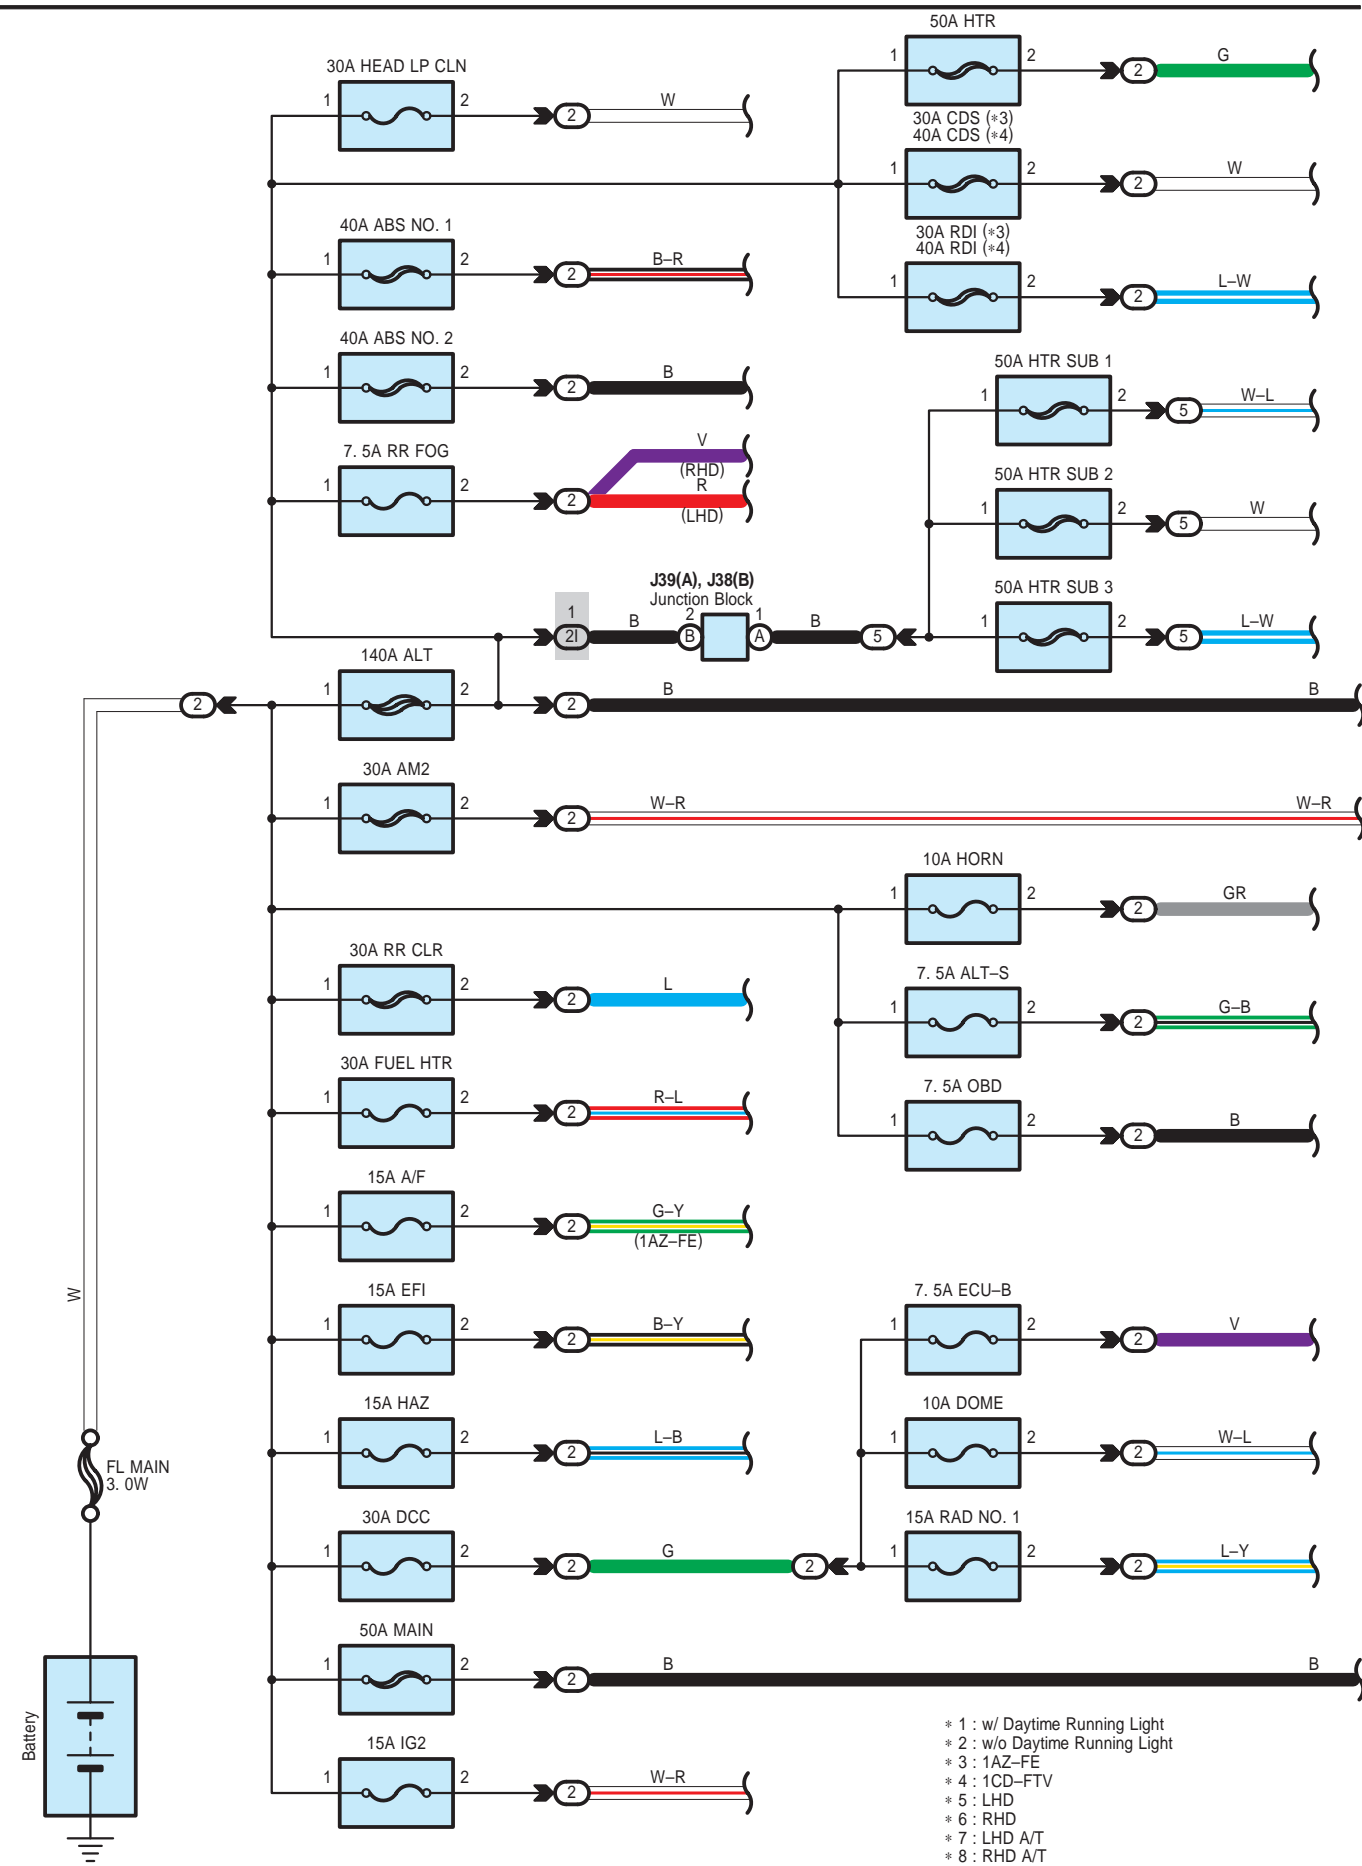 50A HTR
1
2
2
G
30A HEAD LP CLN
1
2
2
W
30A CDS (∗3)
40A CDS (∗4)
1
2
2
W
40A ABS NO. 1
1
2
2
B–R
30A RDI (∗3)
40A RDI (∗4)
1
2
2
L–W
40A ABS NO. 2
1
2
2
B
50A HTR SUB 1
1
2
5
W–L
7. 5A RR FOG
1
2
2
V
(RHD)
R
(LHD)
50A HTR SUB 2
1
2
5
W
J39(A), J38(B)
Junction Block
1
2I
B
2
B
1
A
B
5
50A HTR SUB 3
1
2
5
L–W
140A ALT
2
1
2
2
B
B
30A AM2
1
2
2
W–R
W–R
10A HORN
1
2
2
GR
30A RR CLR
1
2
2
L
7. 5A ALT–S
1
2
2
G–B
30A FUEL HTR
1
2
2
R–L
7. 5A OBD
1
2
2
B
15A A/F
1
2
2
G–Y
(1AZ–FE)
W
15A EFI
1
2
2
B–Y
7. 5A ECU–B
1
2
2
V
15A HAZ
1
2
2
L–B
10A DOME
1
2
2
W–L
FL MAIN
3. 0W
30A DCC
1
2
2
G
2
15A RAD NO. 1
1
2
2
L–Y
50A MAIN
1
2
2
B
B
Battery
15A IG2
1
2
2
W–R
∗ 1 : w/ Daytime Running Light
∗ 2 : w/o Daytime Running Light
∗ 3 : 1AZ–FE
∗ 4 : 1CD–FTV
∗ 5 : LHD
∗ 6 : RHD
∗ 7 : LHD A/T
∗ 8 : RHD A/T